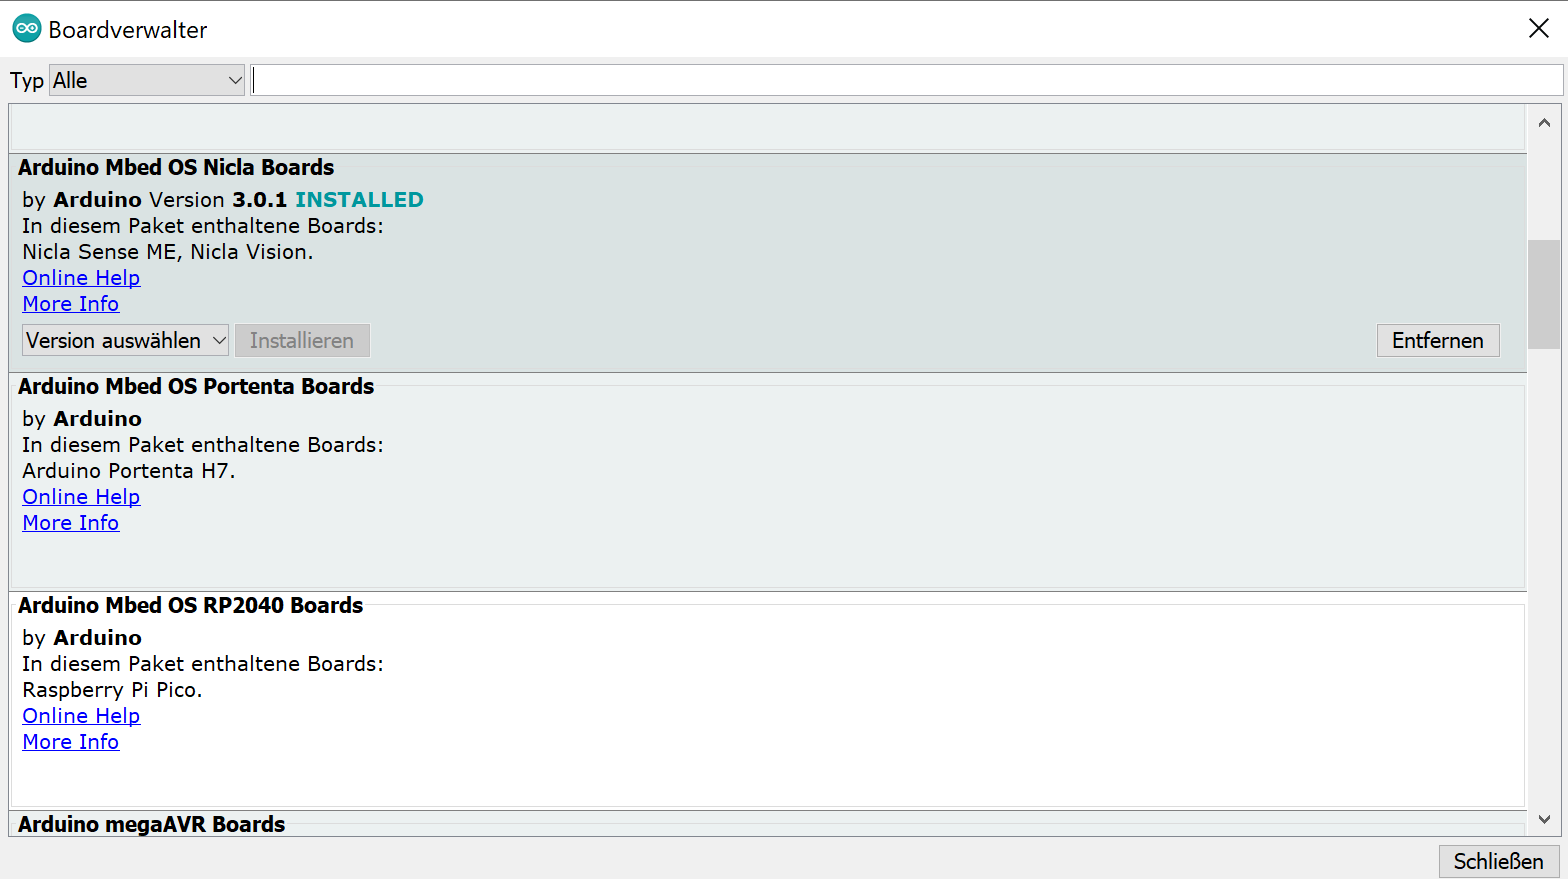 Boardverwalter
Typ Alle
Arduino Mbed OS Nicla Boards
by Arduino Version 3.0.1 INSTALLED
In diesem Paket enthaltene Boards:
Nicla Sense ME, Nicla Vision.
Online Help
More Info
Version auswählen Installieren Entfernen
Arduino Mbed OS Portenta Boards
by Arduino
In diesem Paket enthaltene Boards:
Arduino Portenta H7.
Online Help
More Info
Arduino Mbed OS RP2040 Boards
by Arduino
In diesem Paket enthaltene Boards:
Raspberry Pi Pico.
Online Help
More Info
Arduino megaAVR Boards
Schließen